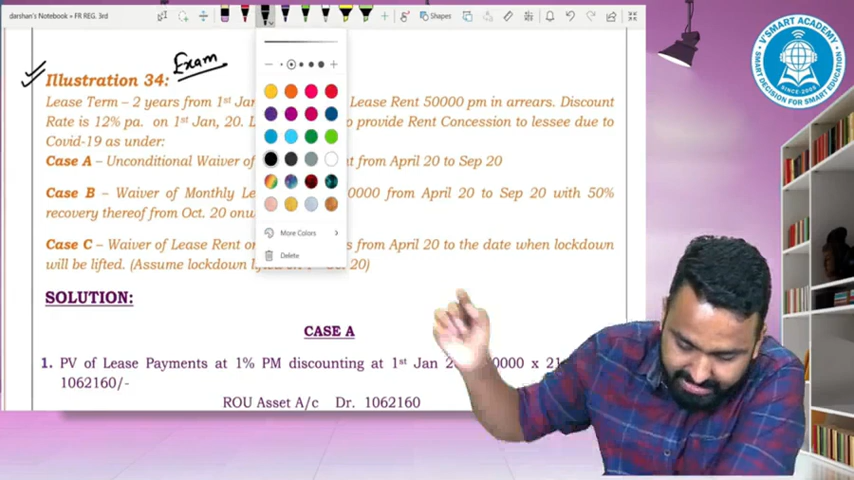 darshan's Notebook » FR REG. 3rd
Shapes
Exam
Illustration 34:
Lease Term – 2 years from 1st Jan Lease Rent 50000 pm in arrears. Discount
Rate is 12% pa. on 1st Jan, 20. to provide Rent Concession to lessee due to
Covid-19 as under:
Case A – Unconditional Waiver of t from April 20 to Sep 20
Case B – Waiver of Monthly Le 0000 from April 20 to Sep 20 with 50%
recovery thereof from Oct. 20 onw
Case C – Waiver of Lease Rent on s from April 20 to the date when lockdown
will be lifted. (Assume lockdown 20)
More Colors
Delete
SOLUTION:
CASE A
1. PV of Lease Payments at 1% PM discounting at 1st Jan 2 0000 x 21
1062160/-
ROU Asset A/c Dr. 1062160
V'SMART ACADEMY
SMART DECISION FOR SMART EDUCATION
SINCE-2009